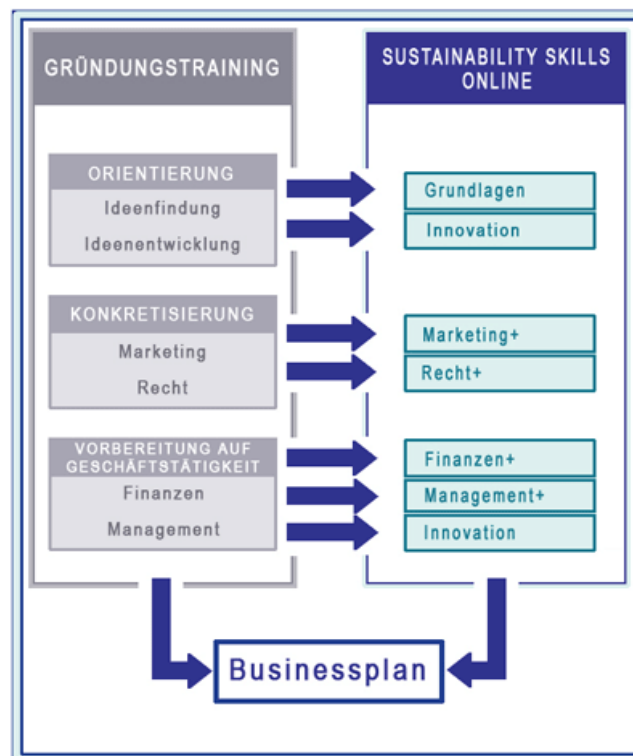 GRÜNDUNGSTRAINING
ORIENTIERUNG
Ideenfindung
Ideenentwicklung
KONKRETISIERUNG
Marketing
Recht
VORBEREITUNG AUF
GESCHÄFTSTÄTIGKEIT
Finanzen
Management
SUSTAINABILITY SKILLS
ONLINE
Grundlagen
Innovation
Marketing+
Recht+
Finanzen+
Management+
Innovation
Businessplan